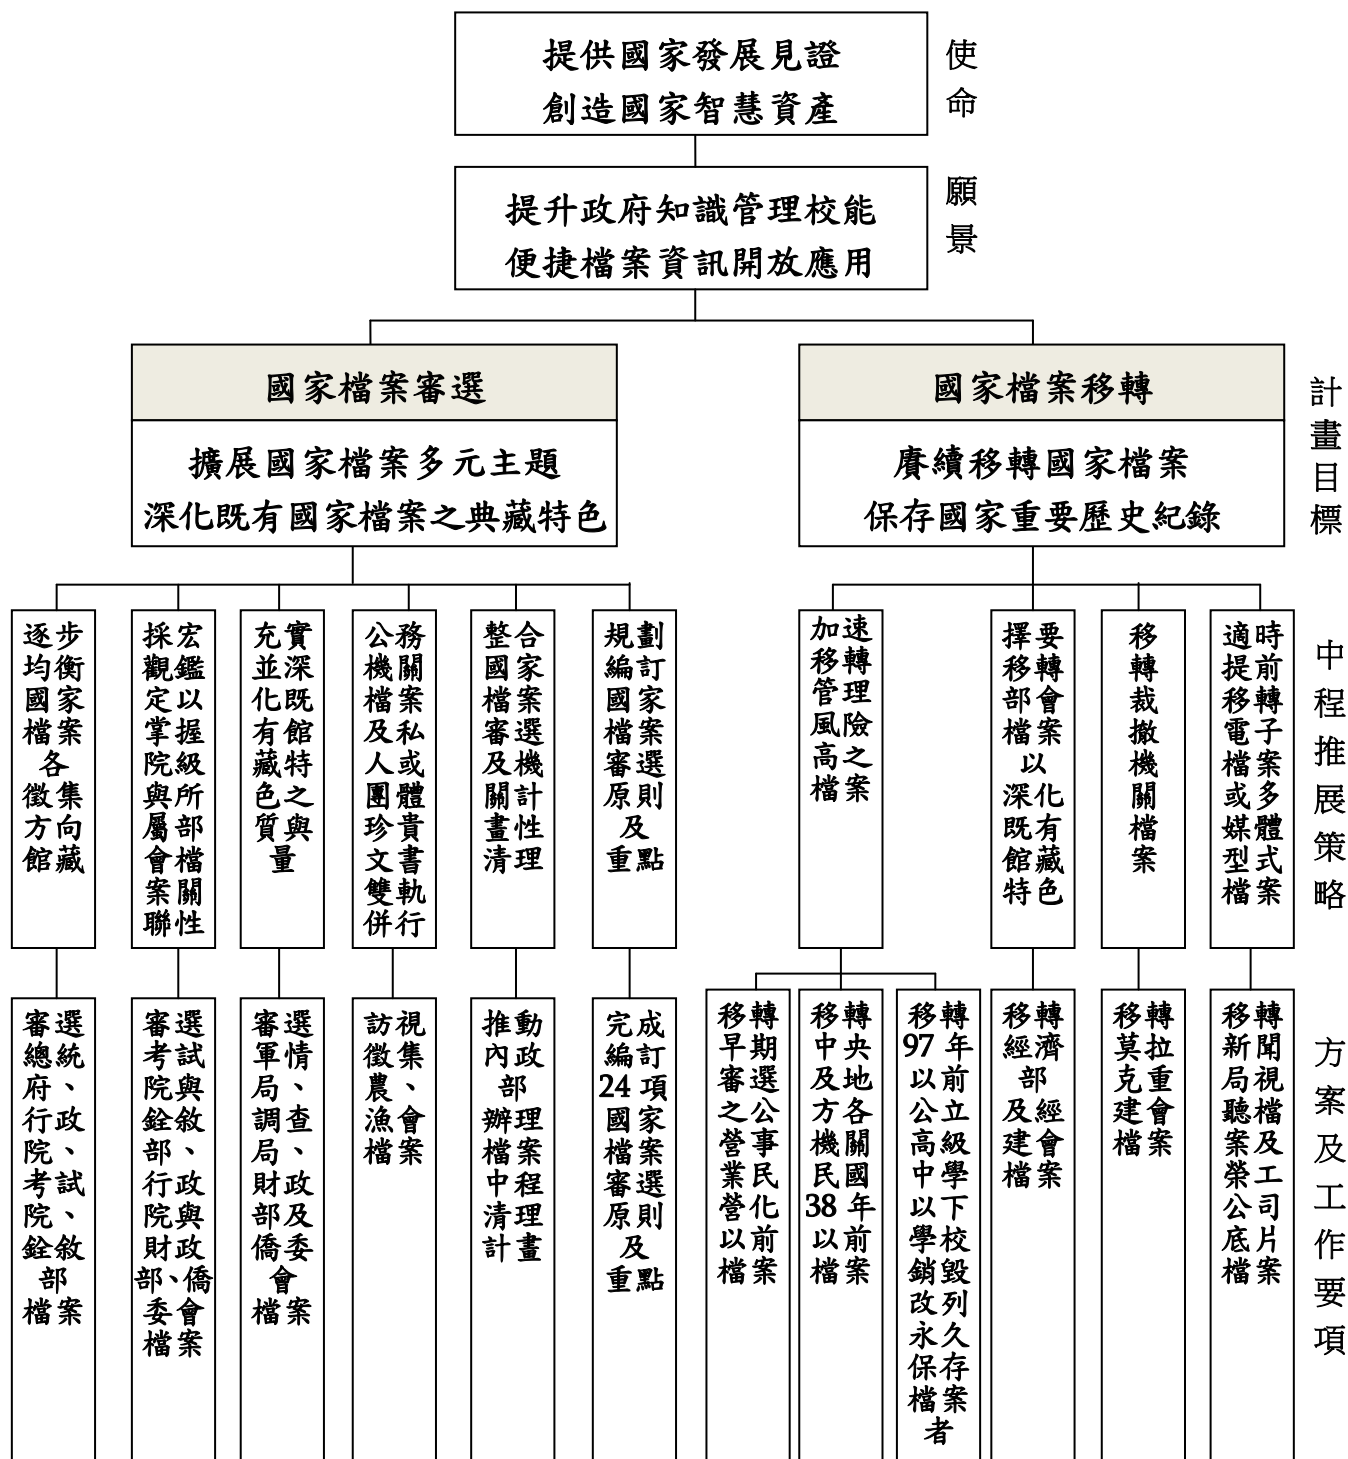 提供國家發展見證
創造國家智慧資產
使命
提升政府知識管理校能
便捷檔案資訊開放應用
願景
國家檔案審選
擴展國家檔案多元主題
深化既有國家檔案之典藏特色
國家檔案移轉
賡續移轉國家檔案
保存國家重要歷史紀錄
計畫目標
逐步均衡國家檔案各徵集方向館藏
採宏觀鑑定以掌握院級與所屬部會檔案關聯性
充實並深化既有館藏特色之質與量
公務機關檔案及私人或團體珍貴文書雙軌併行
整合國家檔案審選及機關計畫性清理
規劃編訂國家檔案審選原則及重點
加速移轉管理風險高之檔案
擇要移轉部會檔案以深化既有館藏特色
移轉裁撤機關檔案
適時提前移轉電子檔案或多媒體型式檔案
中程推展策略
審選總統府、行政院、考試院、銓敘部檔案
審選考試院與銓敘部、行政院與財政部、僑委會檔案
審選軍情局、調查局、財政部及僑委會檔案
訪視徵集農、漁會檔案
推動內政部辦理檔案中程清理計畫
完成編訂24項國家檔案審選原則及重點
移轉早期審選之公營事業民營化以前檔案
移轉中央及地方各機關民國38年以前檔案
移轉97年以前公立高級中學以下學校銷毀改列永久保存檔案者
移轉經濟部及經建會檔案
移轉莫拉克重建會檔案
移轉新聞局視聽檔案及榮工公司底片檔案
方案及工作要項